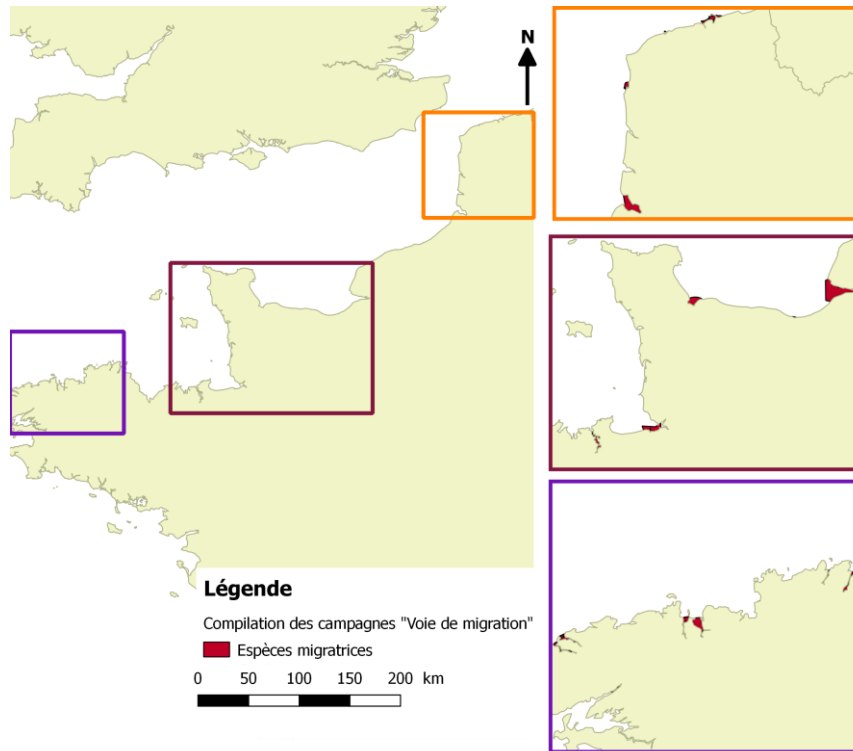 N
Légende
Compilation des campagnes "Voie de migration"
Espèces migratrices
0 50 100 150 200 km